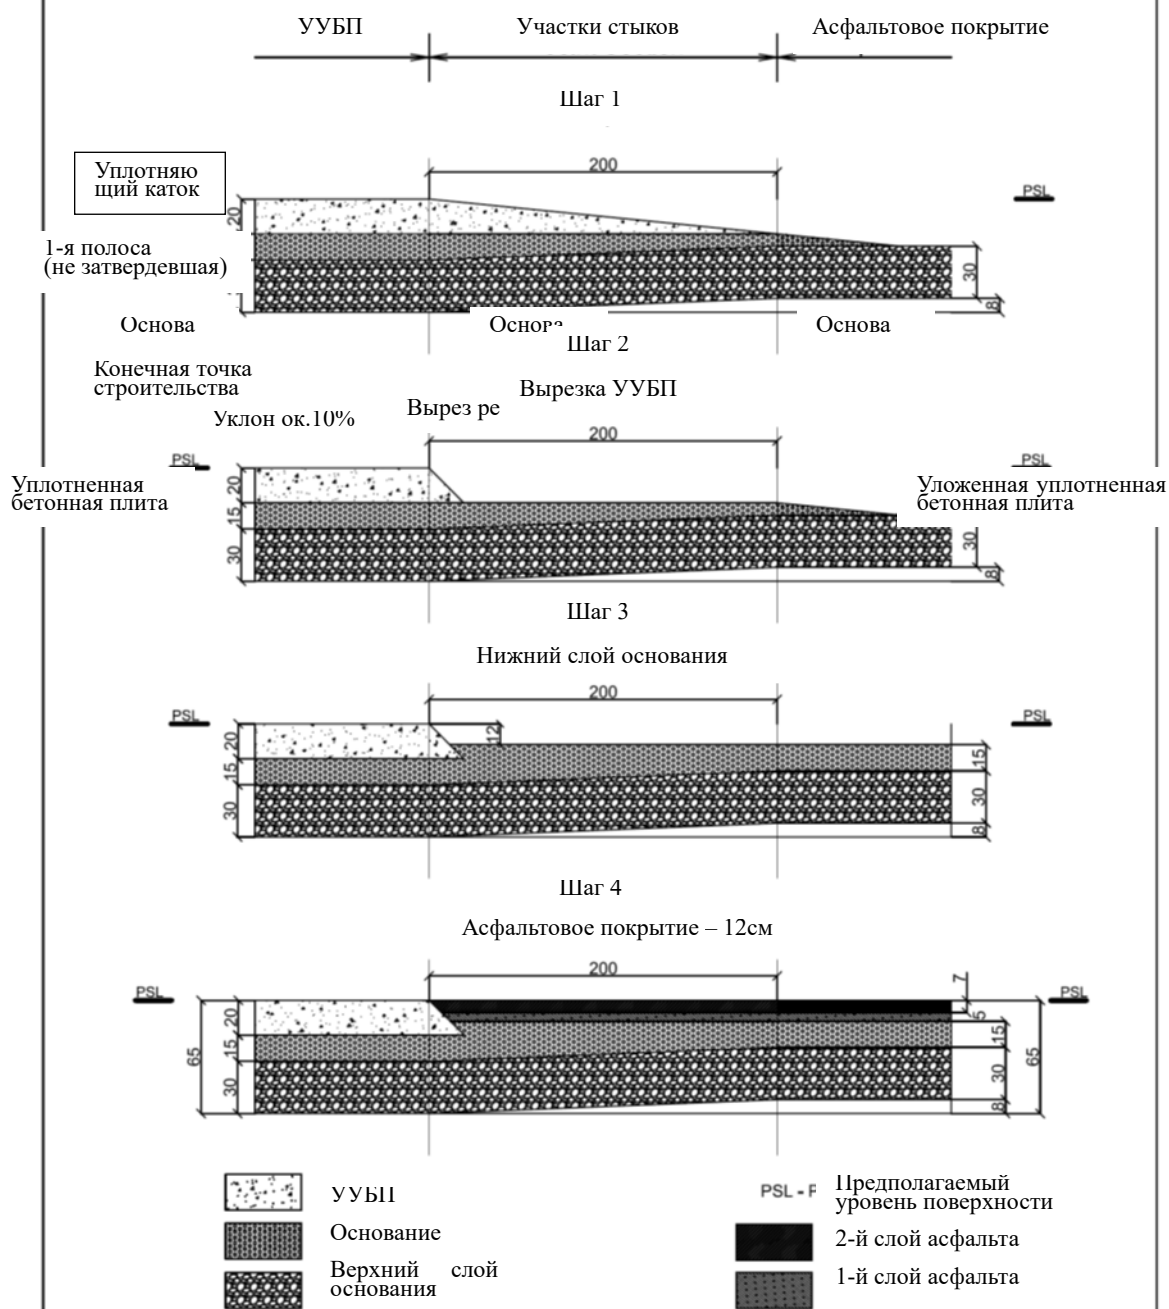 УУБП
Участки стыков
Асфальтовое покрытие
Шаг 1
200
Уплотняю
щий каток
PSL
20
1-я полоса
(не затвердевшая)
30
8
Основа
Основа
Основа
Шаг 2
Конечная точка
строительства
Вырезка УУБП
Уклон ок.10%
Вырез ре
200
PSL
PSL
Уплотненная
бетонная плита
20
15
30
Уложенная уплотненная
бетонная плита
30
8
Шаг 3
Нижний слой основания
200
PSL
PSL
12
20
15
30
15
30
8
Шаг 4
Асфальтовое покрытие – 12см
200
PSL
PSL
7
5
65
20
15
30
15
30
8
65
УУБП
Основание
Верхний слой
основания
PSL - P
Предполагаемый
уровень поверхности
2-й слой асфальта
1-й слой асфальта